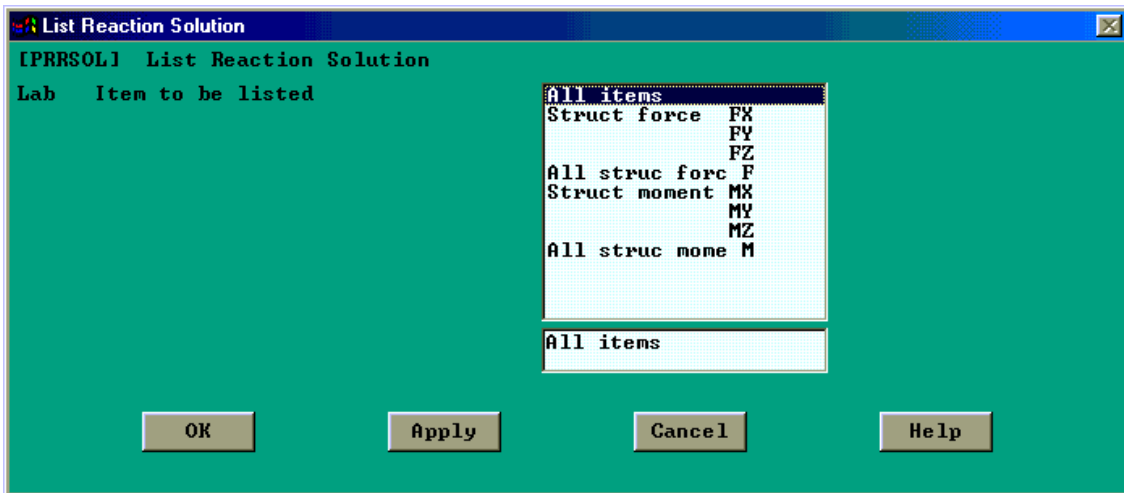 List Reaction Solution
[PRRSOL] List Reaction Solution
Lab Item to be listed
All items
Struct force FX
FY
FZ
All struc forc F
Struct moment MX
MY
MZ
All struc mome M
All items
OK Apply Cancel Help